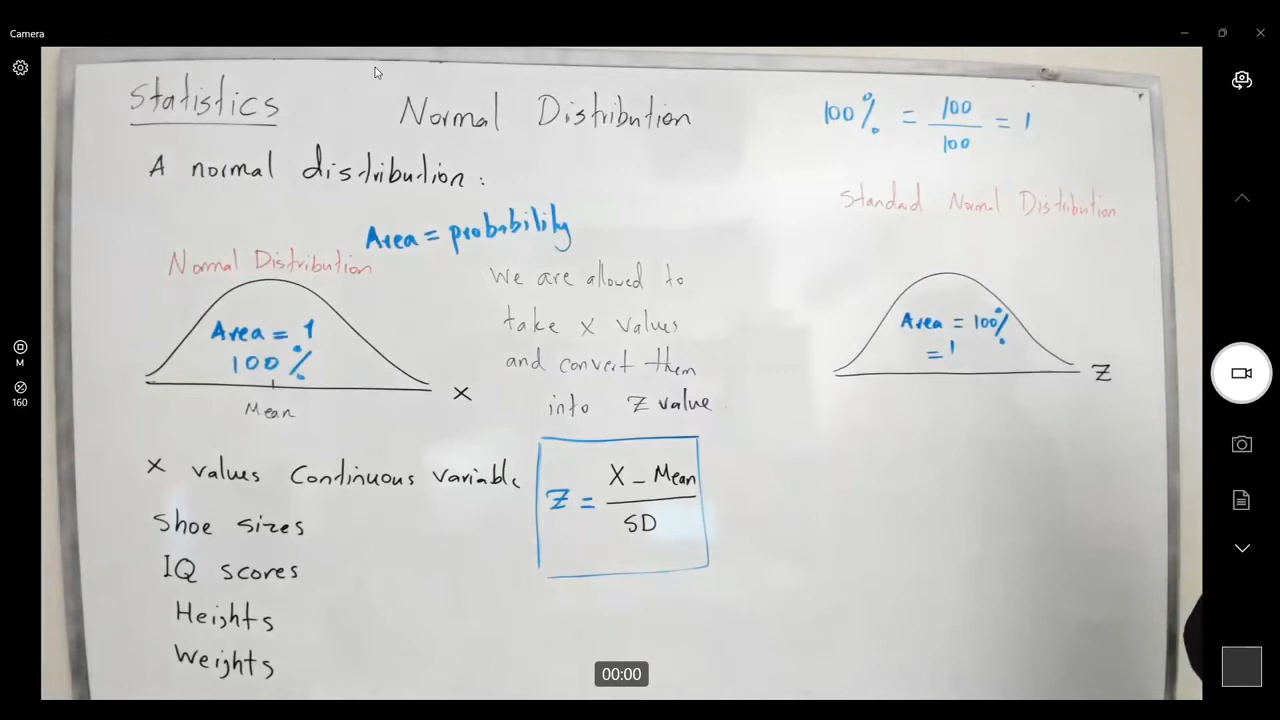 Camera
Statistics
Normal Distribution
100% = 100/100 = 1
A normal distribution:
Standad Normal Distribution
Area = probability
Normal Distribution
We are allowed to
take x values
and convert them
into Z value
Area = 1
100%
Mean
X
Area = 100%
= 1
Z
X values Continuous variable
Shoe sizes
IQ scores
Heights
Weights
Z = X - Mean
SD
M
160
00:00